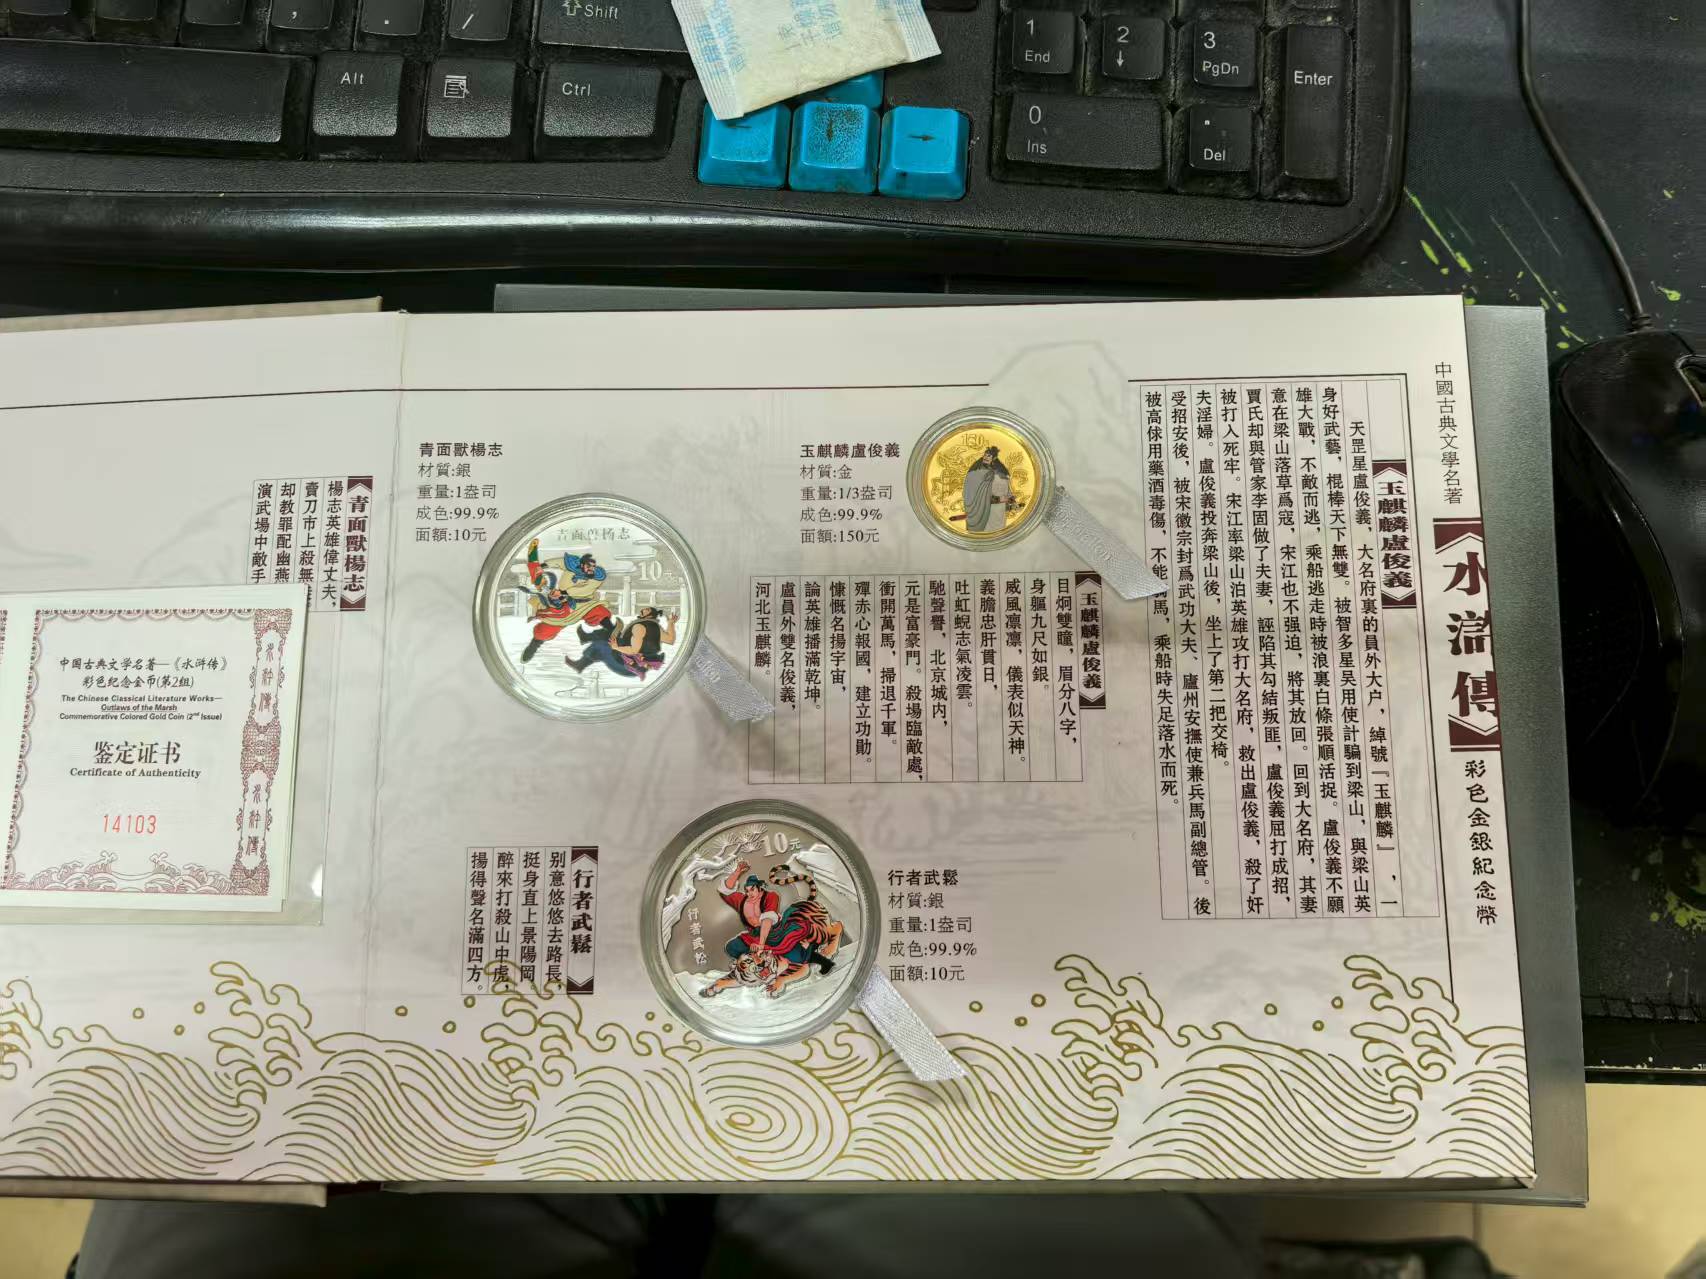 Shift
Alt
Ctrl
1
End
2
3
PgDn
Enter
0
Ins
.
Del
中國古典文學名著
水滸傳
彩色金銀紀念幣
玉麒麟盧俊義
天罡星盧俊義，大名府裏的員外大户，綽號『玉麒麟』，一
身好武藝，棍棒天下無雙。被智多星吳用使計騙到梁山，與梁山英
雄大戰，不敵而逃，乘船逃走時被浪裏白條張順活捉。盧俊義不願
意在梁山落草爲寇，宋江也不强迫，將其放回。回到大名府，其妻
賈氏却與管家李固做了夫妻，誣陷其勾結叛匪，盧俊義屈打成招，
被打入死牢。宋江率梁山泊英雄攻打大名府，救出盧俊義，殺了奸
夫淫婦。盧俊義投奔梁山後，坐上了第二把交椅。
受招安後，被宋徽宗封爲武功大夫、廬州安撫使兼兵馬副總管。後
被高俅用藥酒毒傷，不能騎馬，乘船時失足落水而死。
玉麒麟盧俊義
材質:金
重量:1/3盎司
成色:99.9%
面額:150元
150元
玉麒麟盧俊義
目炯雙瞳，眉分八字，
身軀九尺如銀。
威風凛凛，儀表似天神。
義膽忠肝貫日，
吐虹蜺志氣凌雲。
馳聲譽，北京城内，
元是富豪門。殺場臨敵處，
衝開萬馬，掃退千軍。
殫赤心報國，建立功勛。
慷慨名揚宇宙，
論英雄播滿乾坤。
盧員外雙名俊義，
河北玉麒麟。
青面獸楊志
材質:銀
重量:1盎司
成色:99.9%
面額:10元
青面兽杨志
10元
行者武鬆
材質:銀
重量:1盎司
成色:99.9%
面額:10元
10元
行者武松
行者武鬆
别意悠悠去路長，
挺身直上景陽岡。
醉來打殺山中虎，
揚得聲名滿四方。
青面獸楊志
楊志英雄偉丈夫，
賣刀市上殺無
却教罪配幽燕
演武場中敵手
中国古典文学名著—《水浒传》
彩色纪念金币(第2组)
The Chinese Classical Literature Works—
Outlaws of the Marsh
Commemorative Colored Gold Coin (2nd Issue)
鉴定证书
Certificate of Authenticity
14103
水浒传
水浒传